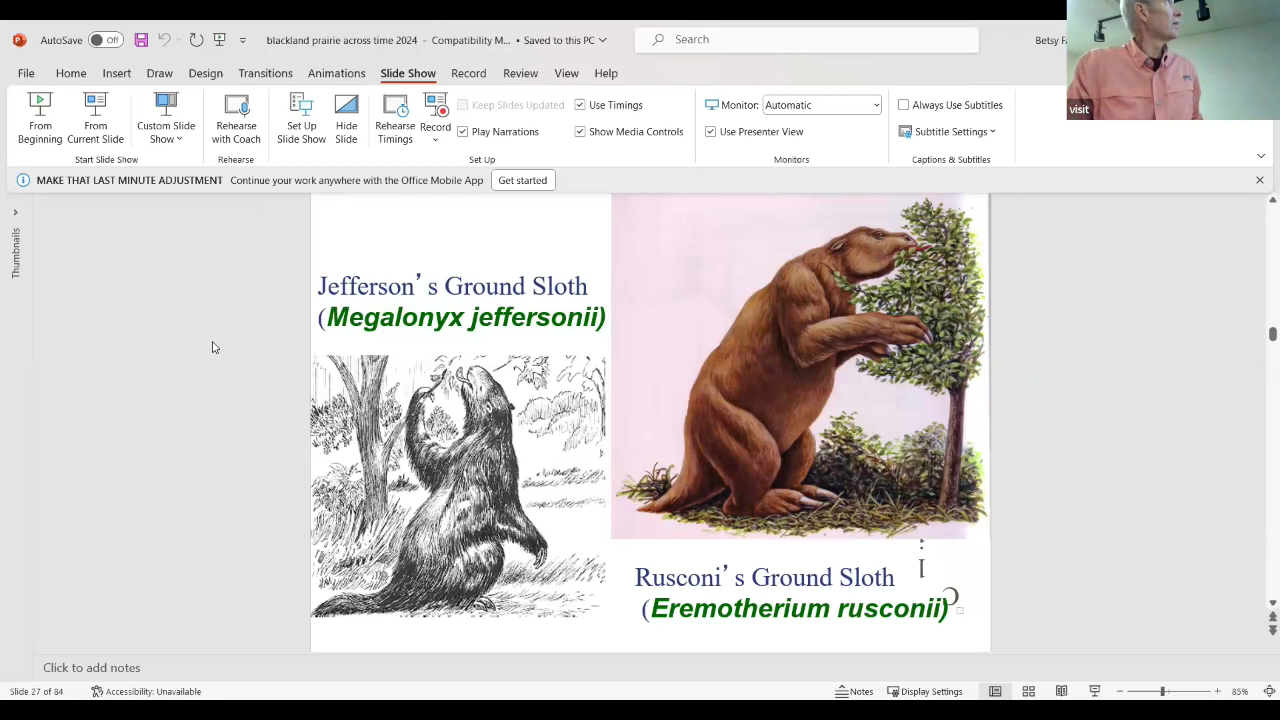 AutoSave Off blackland prairie across time 2024 - Compatibility M... • Saved to this PC Search
visit
File Home Insert Draw Design Transitions Animations Slide Show Record Review View Help
From Beginning
From Current Slide
Custom Slide Show
Start Slide Show
Rehearse with Coach
Rehearse
Set Up Slide Show
Hide Slide
Rehearse Timings
Record
Keep Slides Updated
Play Narrations
Use Timings
Show Media Controls
Set Up
Monitor: Automatic
Use Presenter View
Monitors
Always Use Subtitles
Subtitle Settings
Captions & Subtitles
MAKE THAT LAST MINUTE ADJUSTMENT Continue your work anywhere with the Office Mobile App Get started
Thumbnails
Jefferson’s Ground Sloth
(Megalonyx jeffersonii)
Rusconi’s Ground Sloth
(Eremotherium rusconii)
Click to add notes
Slide 27 of 84 Accessibility: Unavailable Notes Display Settings 85%